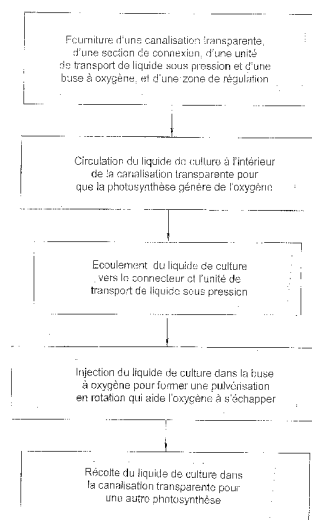 Fourniture d'une canalisation transparente,
d'une section de connexion, d'une unité
de transport de liquide sous pression et d'une
buse à oxygène, et d'une zone de régulation
Circulation du liquide de culture à l'intérieur
de la canalisation transparente pour
que la photosynthèse génère de l'oxygène
Ecoulement du liquide de culture
vers le connecteur et l'unité de
transport de liquide sous pression
Injection du liquide de culture dans la buse
à oxygène pour former une pulvérisation
en rotation qui aide l'oxygène à s'échapper
Récolte du liquide de culture dans
la canalisation transparente pour
une autre photosynthèse